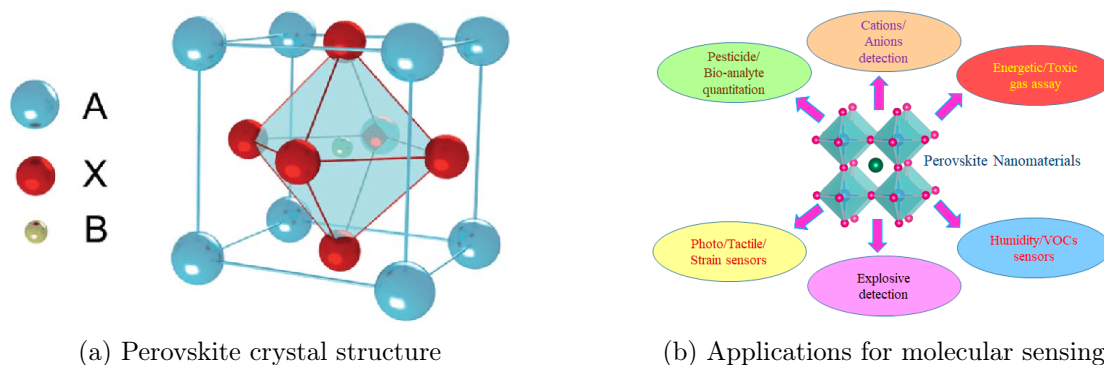 A
X
B
(a) Perovskite crystal structure
Cations/
Anions
detection
Pesticide/
Bio-analyte
quantitation
Energetic/Toxic
gas assay
Perovskite Nanomaterials
Photo/Tactile/
Strain sensors
Explosive
detection
Humidity/VOCs
sensors
(b) Applications for molecular sensing